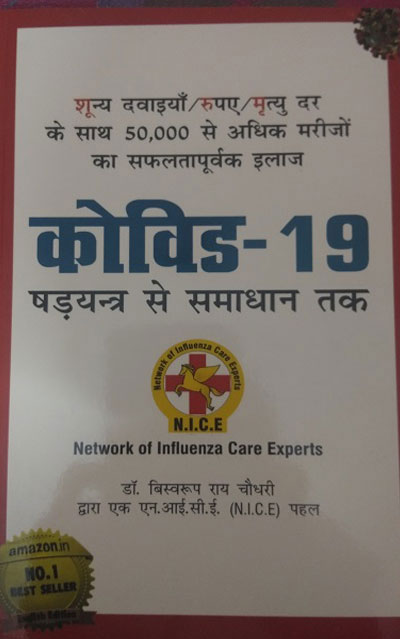 शून्य दवाइयाँ/रुपए/मृत्यु दर
के साथ 50,000 से अधिक मरीजों
का सफलतापूर्वक इलाज
कोविड-19
षड़यन्त्र से समाधान तक
Network of Influenza Care Experts
N.I.C.E
Network of Influenza Care Experts
डॉ. बिस्वरूप राय चौधरी
द्वारा एक एन.आई.सी.ई. (N.I.C.E) पहल
amazon.in
NO.1
BEST SELLER
English Edition